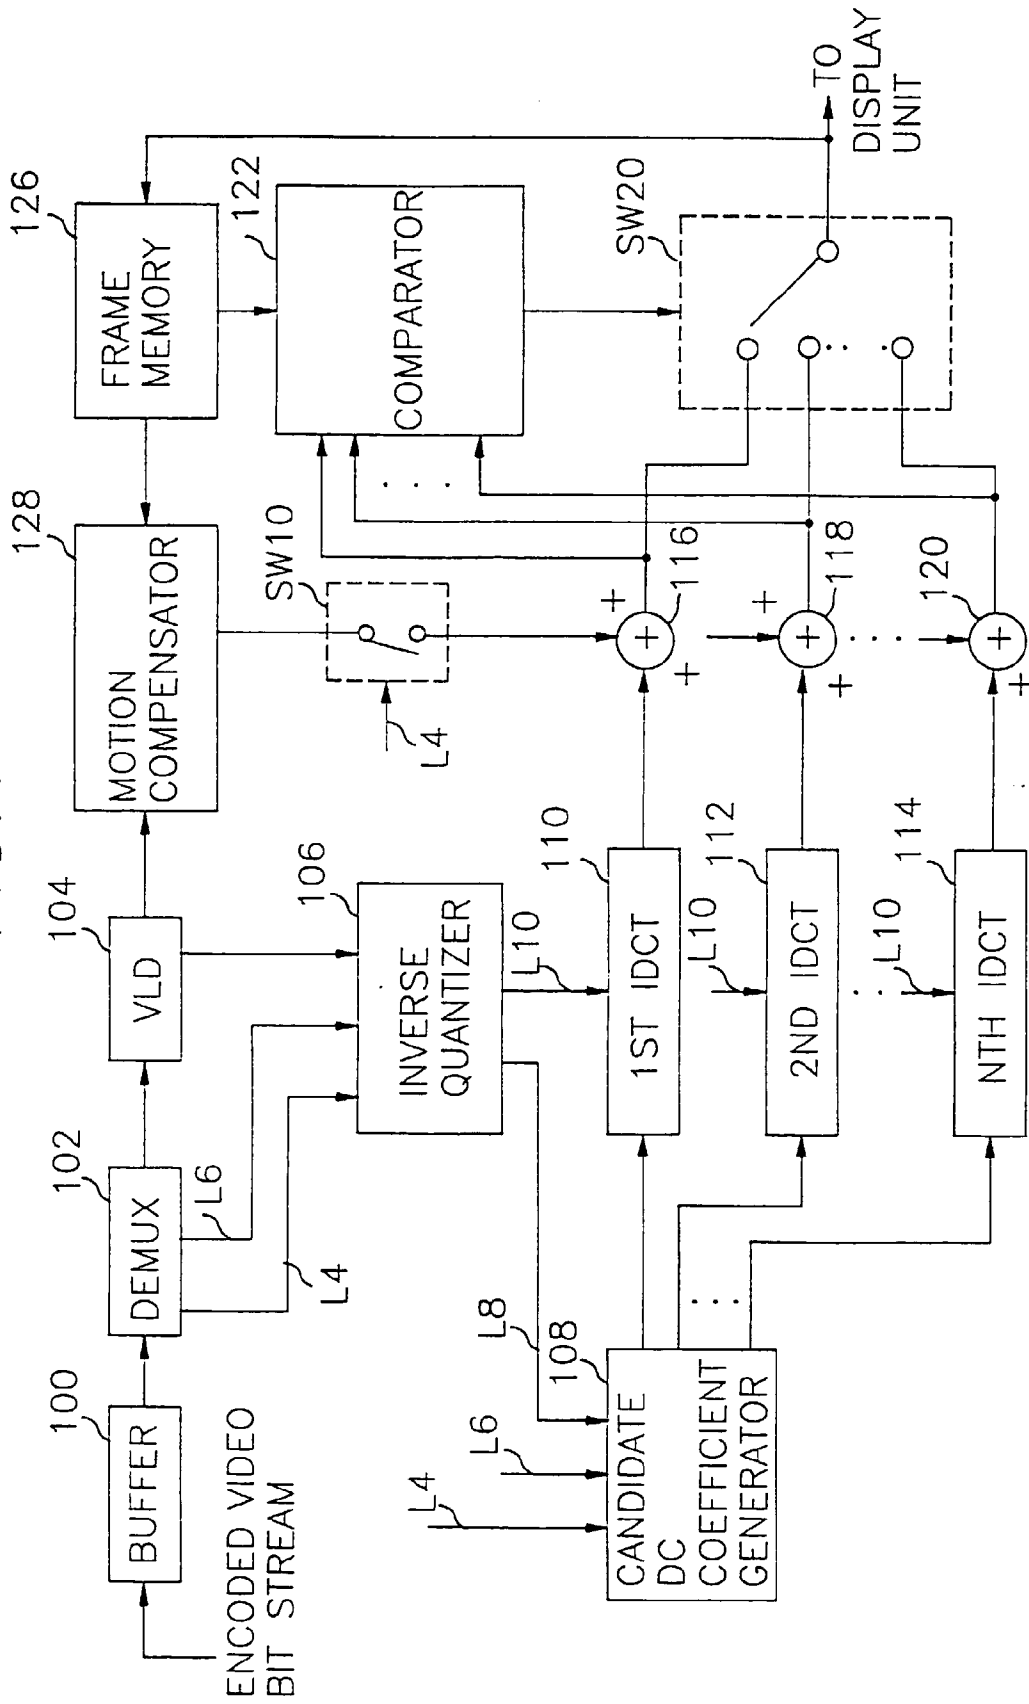 126
FRAME
MEMORY
128
MOTION
COMPENSATOR
104
VLD
102
DEMUX
100
BUFFER
ENCODED VIDEO
BIT STREAM
L6
L4
106
INVERSE
QUANTIZER
122
COMPARATOR
SW10
L4
SW20
TO
DISPLAY
UNIT
L4
L6
L8
108
CANDIDATE
DC
COEFFICIENT
GENERATOR
L10
110
1ST IDCT
+
+
+
116
L10
112
2ND IDCT
+
+
+
118
L10
114
NTH IDCT
+
+
120